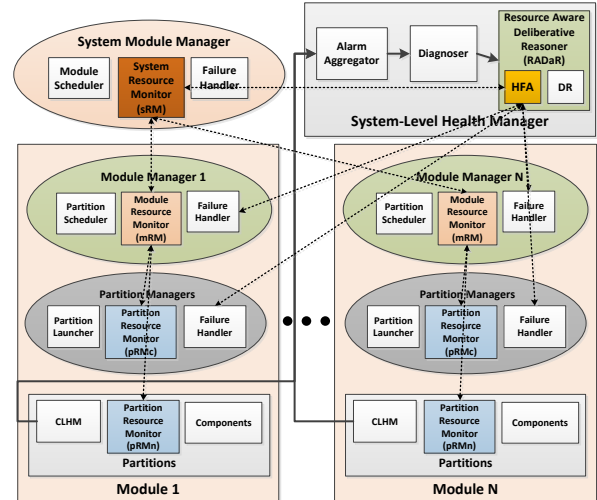 System Module Manager
Module
Scheduler
System
Resource
Monitor
(sRM)
Failure
Handler
Alarm
Aggregator
Diagnoser
Resource Aware
Deliberative
Reasoner
(RADaR)
HFA
DR
System-Level Health Manager
Module Manager 1
Partition
Scheduler
Module
Resource
Monitor
(mRM)
Failure
Handler
Partition Managers
Partition
Launcher
Partition
Resource
Monitor
(pRMc)
Failure
Handler
CLHM
Partition
Resource
Monitor
(pRMn)
Components
Partitions
Module 1
Module Manager N
Partition
Scheduler
Module
Resource
Monitor
(mRM)
Failure
Handler
Partition Managers
Partition
Launcher
Partition
Resource
Monitor
(pRMc)
Failure
Handler
CLHM
Partition
Resource
Monitor
(pRMn)
Components
Partitions
Module N